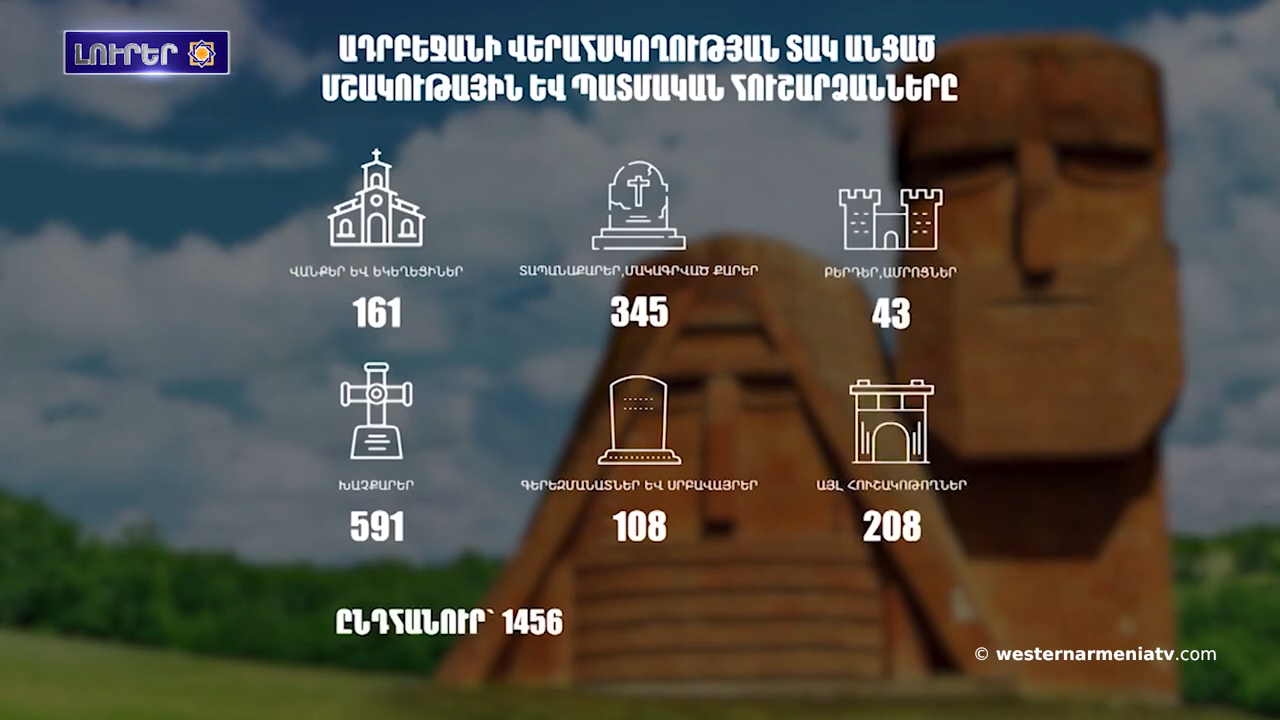 ԼՈՒՐԵՐ
ԱԴՐԲԵՋԱՆԻ ՎԵՐԱՀՍԿՈՂՈՒԹՅԱՆ ՏԱԿ ԱՆՑԱԾ
ՄՇԱԿՈՒԹԱՅԻՆ ԵՎ ՊԱՏՄԱԿԱՆ ՀՈՒՇԱՐՁԱՆՆԵՐԸ
ՎԱՆՔԵՐ ԵՎ ԵԿԵՂԵՑԻՆԵՐ
161
ՏԱՊԱՆԱՔԱՐԵՐ,ՄԱԿԱԳՐՎԱԾ ՔԱՐԵՐ
345
ԲԵՐԴԵՐ,ԱՄՐՈՑՆԵՐ
43
ԽԱՉՔԱՐԵՐ
591
ԳԵՐԵԶՄԱՆԱՏՆԵՐ ԵՎ ՍՐԲԱՎԱՅՐԵՐ
108
ԱՅԼ ՀՈՒՇԱԿՈԹՈՂՆԵՐ
208
ԸՆԴՀԱՆՈՒՐ՝ 1456
© westernarmeniatv.com